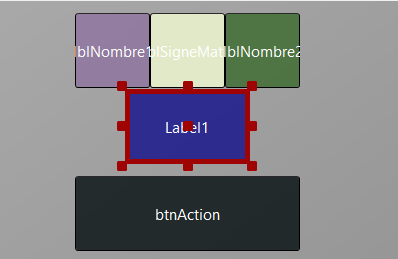 lblNombre1
lblSigneMat
lblNombre2
Label1
btnAction